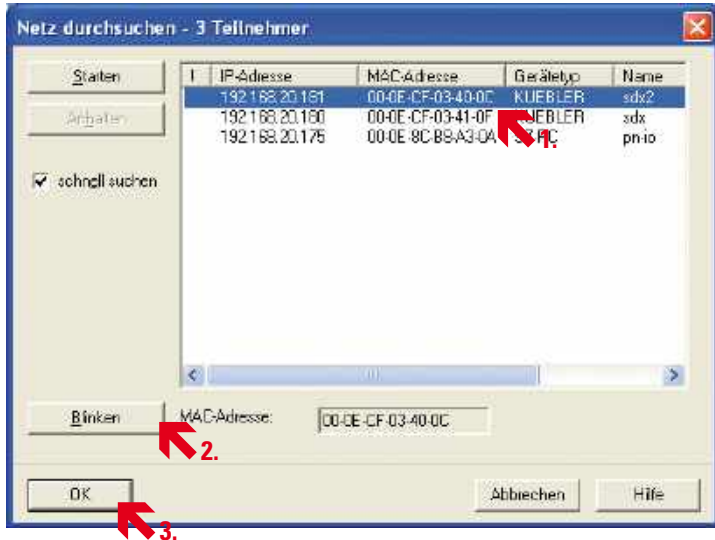 Netz durchsuchen - 3 Teilnehmer
Starten
Anhalten
schnell suchen
! IP-Adresse MAC-Adresse Gerätetyp Name
192.168.20.181 00-0E-CF-03-40-0C KUEBLER sdx2
192.168.20.180 00-0E-CF-03-41-0F KUEBLER sdx
192.168.20.175 00-0E-8C-B8-A3-0A pn-io
1.
Blinken
MAC-Adresse: 00-0E-CF-03-40-0C
2.
OK
Abbrechen
Hilfe
3.